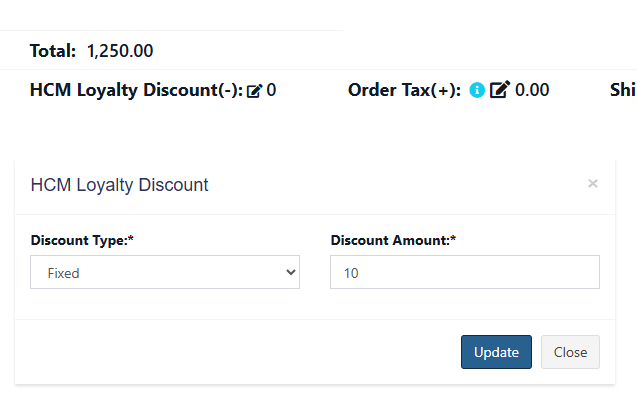 Total: 1,250.00
HCM Loyalty Discount(-): 0 Order Tax(+): 0.00 Shi
HCM Loyalty Discount ×
Discount Type:* Discount Amount:*
Fixed 10
Update Close